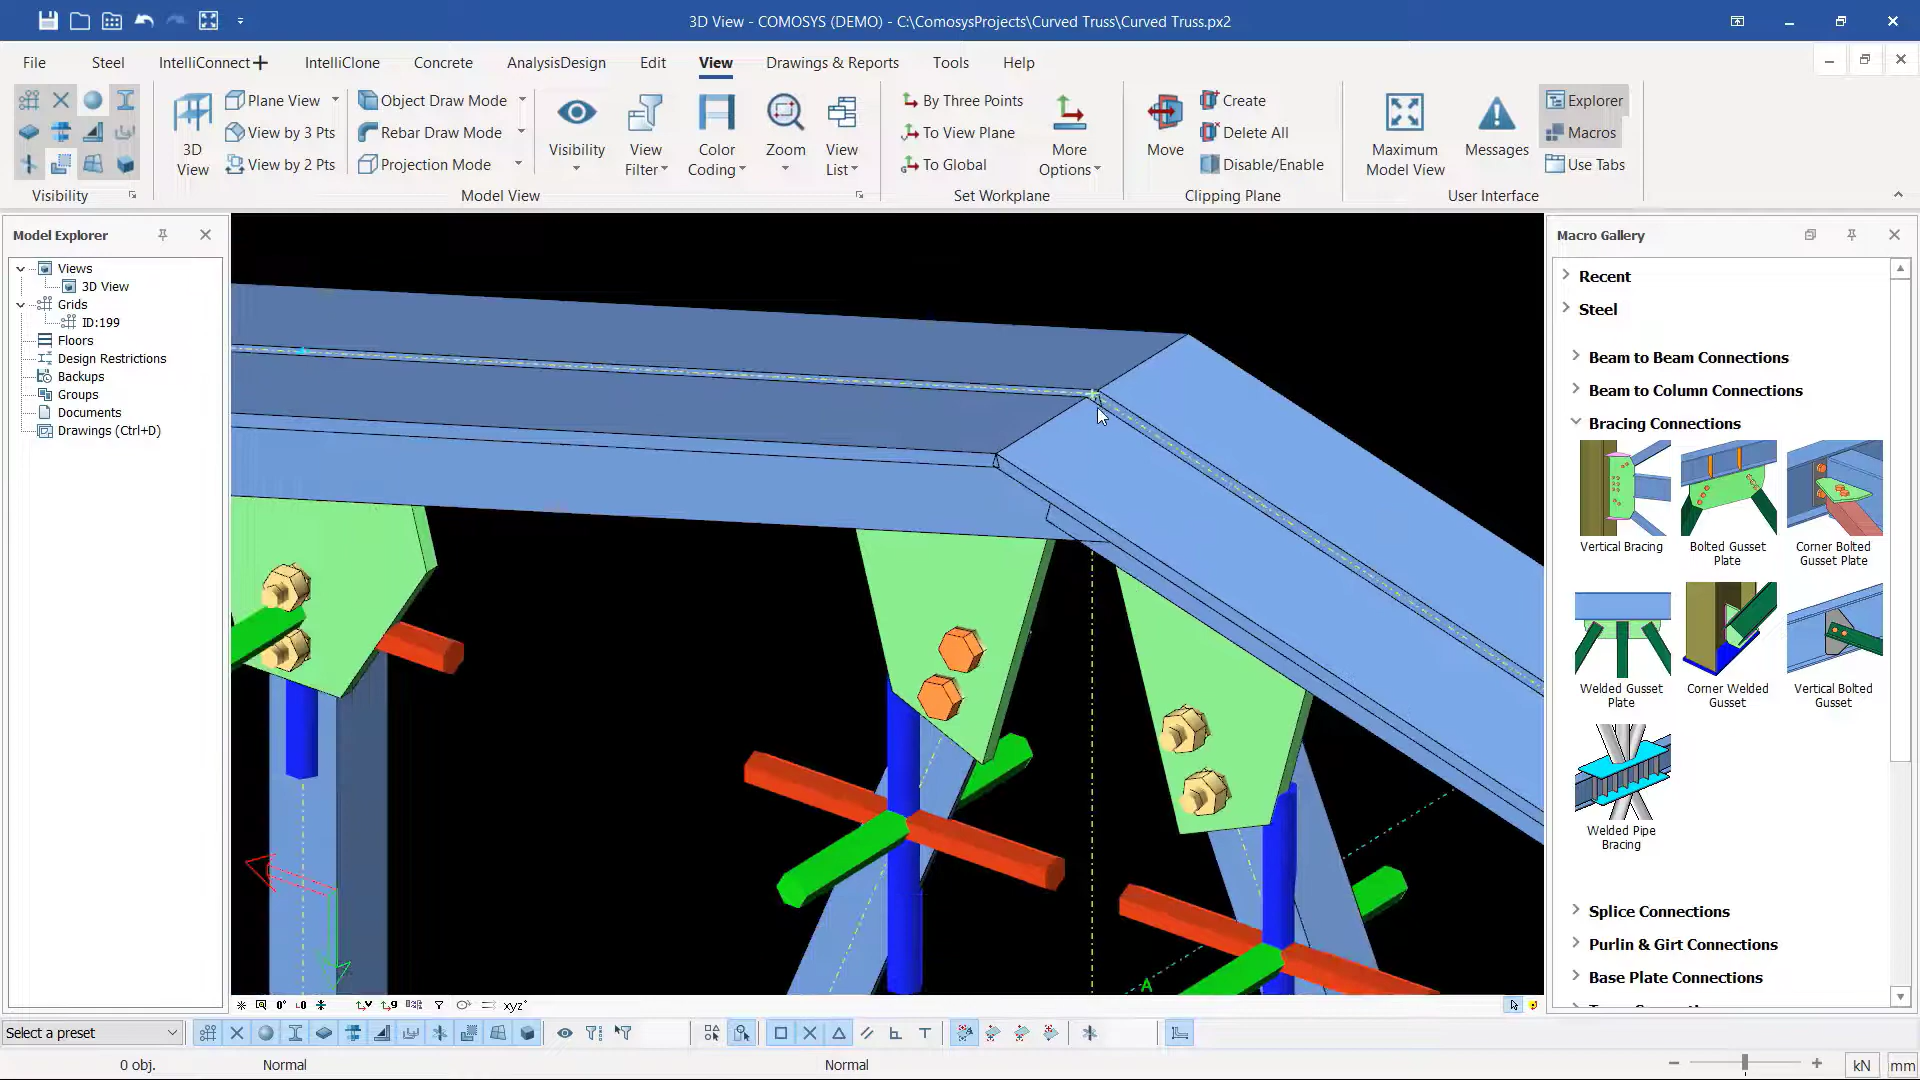 3D View - COMOSYS (DEMO) - C:\ComosysProjects\Curved Truss\Curved Truss.px2
File
Steel
IntelliConnect
IntelliClone
Concrete
AnalysisDesign
Edit
View
Drawings & Reports
Tools
Help
Visibility
3D View
Plane View
View by 3 Pts
View by 2 Pts
Object Draw Mode
Rebar Draw Mode
Projection Mode
Model View
Visibility
View Filter
Color Coding
Zoom
View List
By Three Points
To View Plane
To Global
More Options
Set Workplane
Move
Create
Delete All
Disable/Enable
Clipping Plane
Maximum Model View
Messages
Explorer
Macros
Use Tabs
User Interface
Model Explorer
Views
3D View
Grids
ID:199
Floors
Design Restrictions
Backups
Groups
Documents
Drawings (Ctrl+D)
A
Macro Gallery
Recent
Steel
Beam to Beam Connections
Beam to Column Connections
Bracing Connections
Vertical Bracing
Bolted Gusset Plate
Corner Bolted Gusset Plate
Welded Gusset Plate
Corner Welded Gusset
Vertical Bolted Gusset
Welded Pipe Bracing
Splice Connections
Purlin & Girt Connections
Base Plate Connections
xyz
Select a preset
0 obj.
Normal
Normal
kN
mm